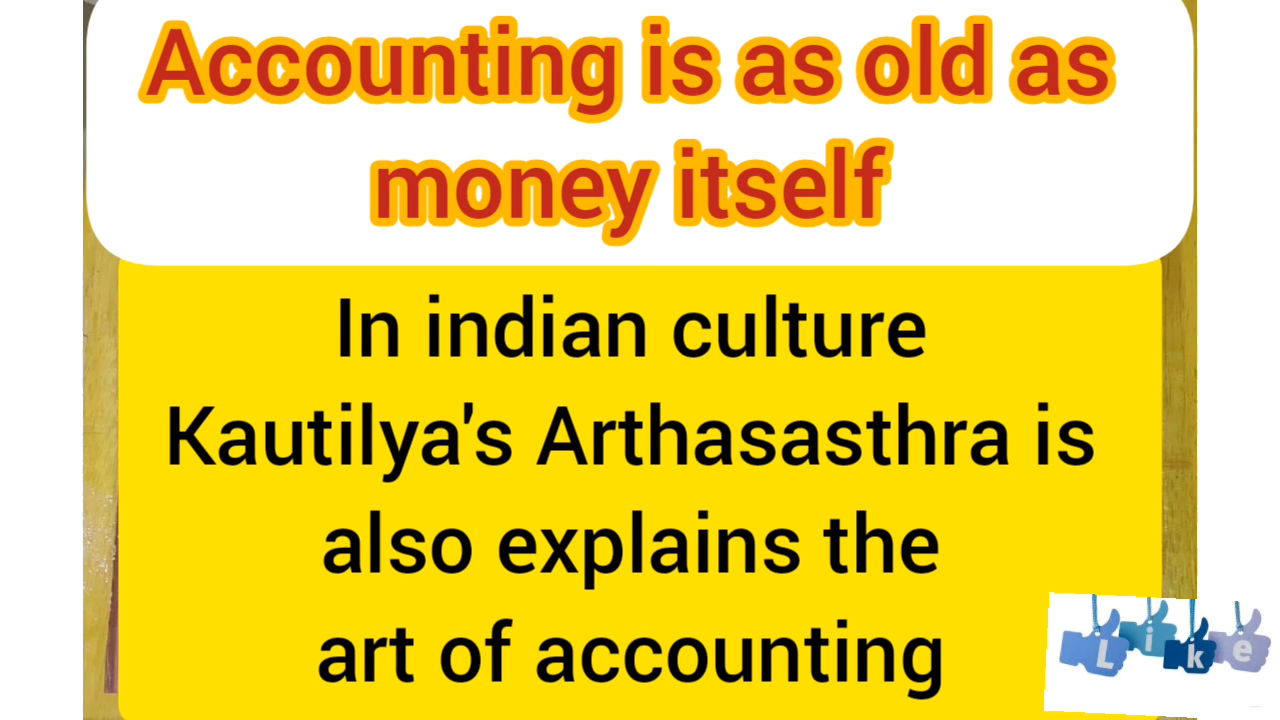 Accounting is as old as
money itself
In indian culture
Kautilya's Arthasasthra is
also explains the
art of accounting
Like